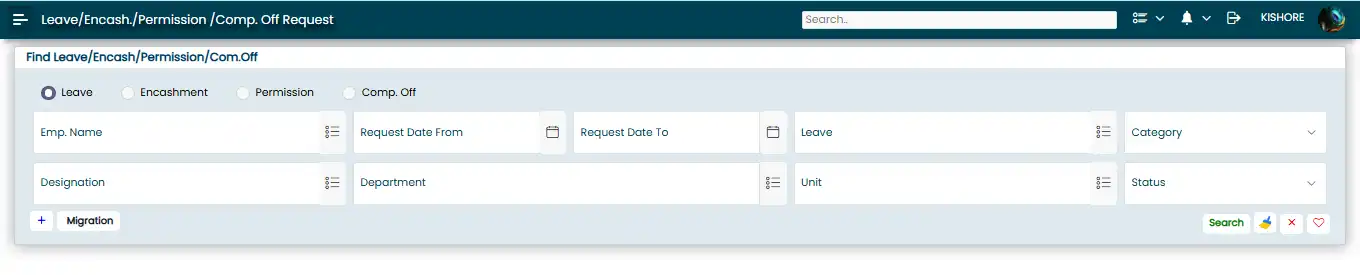 Leave/Encash./Permission /Comp. Off Request
Search..
KISHORE
Find Leave/Encash/Permission/Com.Off
Leave Encashment Permission Comp. Off
Emp. Name Request Date From Request Date To Leave Category
Designation Department Unit Status
+ Migration Search